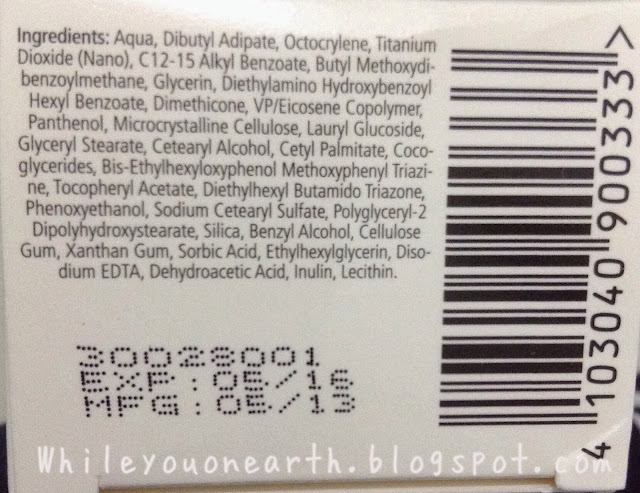 Ingredients: Aqua, Dibutyl Adipate, Octocrylene, Titanium
Dioxide (Nano), C12-15 Alkyl Benzoate, Butyl Methoxydi-
benzoylmethane, Glycerin, Diethylamino Hydroxybenzoyl
Hexyl Benzoate, Dimethicone, VP/Eicosene Copolymer,
Panthenol, Microcrystalline Cellulose, Lauryl Glucoside,
Glyceryl Stearate, Cetearyl Alcohol, Cetyl Palmitate, Coco-
glycerides, Bis-Ethylhexyloxyphenol Methoxyphenyl Triazi-
ne, Tocopheryl Acetate, Diethylhexyl Butamido Triazone,
Phenoxyethanol, Sodium Cetearyl Sulfate, Polyglyceryl-2
Dipolyhydroxystearate, Silica, Benzyl Alcohol, Cellulose
Gum, Xanthan Gum, Sorbic Acid, Ethylhexylglycerin, Diso-
dium EDTA, Dehydroacetic Acid, Inulin, Lecithin.
30028001
EXP:05/16
MFG:05/13
4 103040 900333 >
Whileyouonearth.blogspot.com